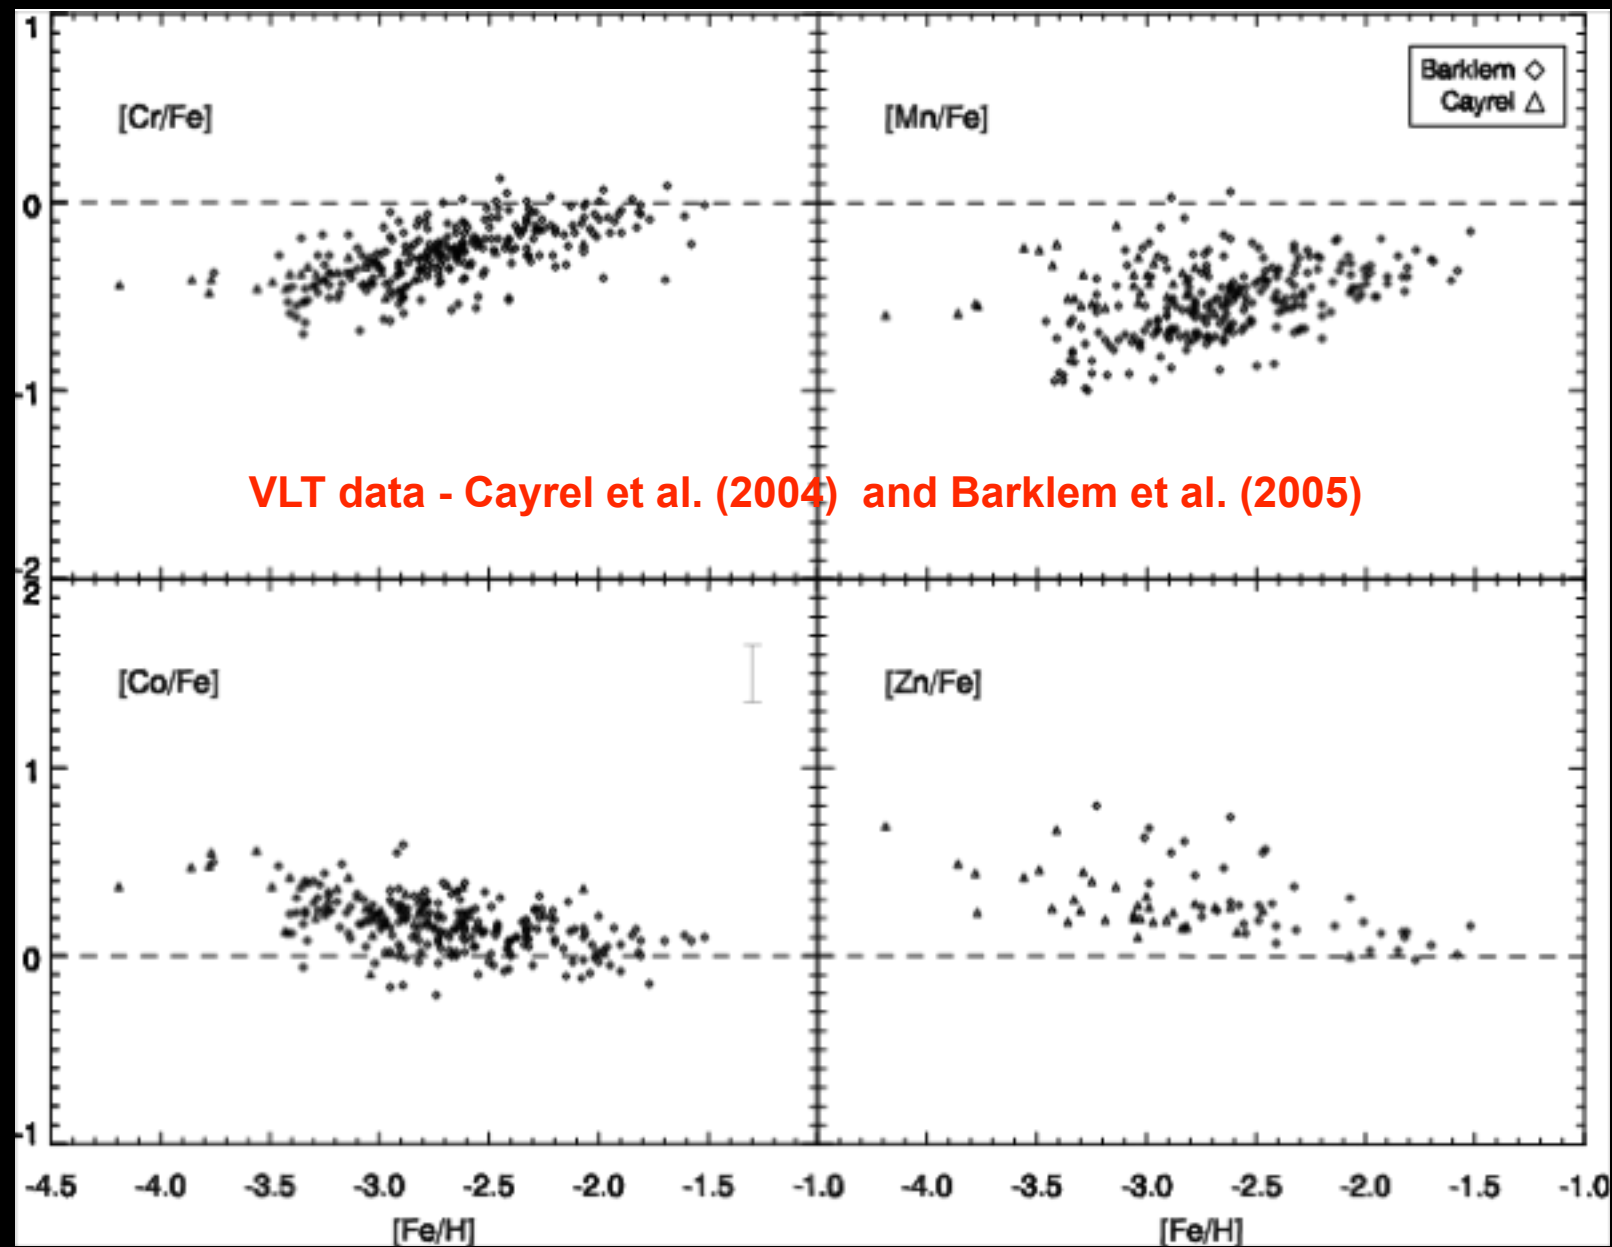 1
[Cr/Fe]
[Mn/Fe]
Barklem ◇
Cayrel △
0
-1
VLT data - Cayrel et al. (2004)  and Barklem et al. (2005)
-2
2
[Co/Fe]
[Zn/Fe]
1
0
-1
-4.5 -4.0 -3.5 -3.0 -2.5 -2.0 -1.5 -1.0 -4.0 -3.5 -3.0 -2.5 -2.0 -1.5 -1.0
[Fe/H] [Fe/H]